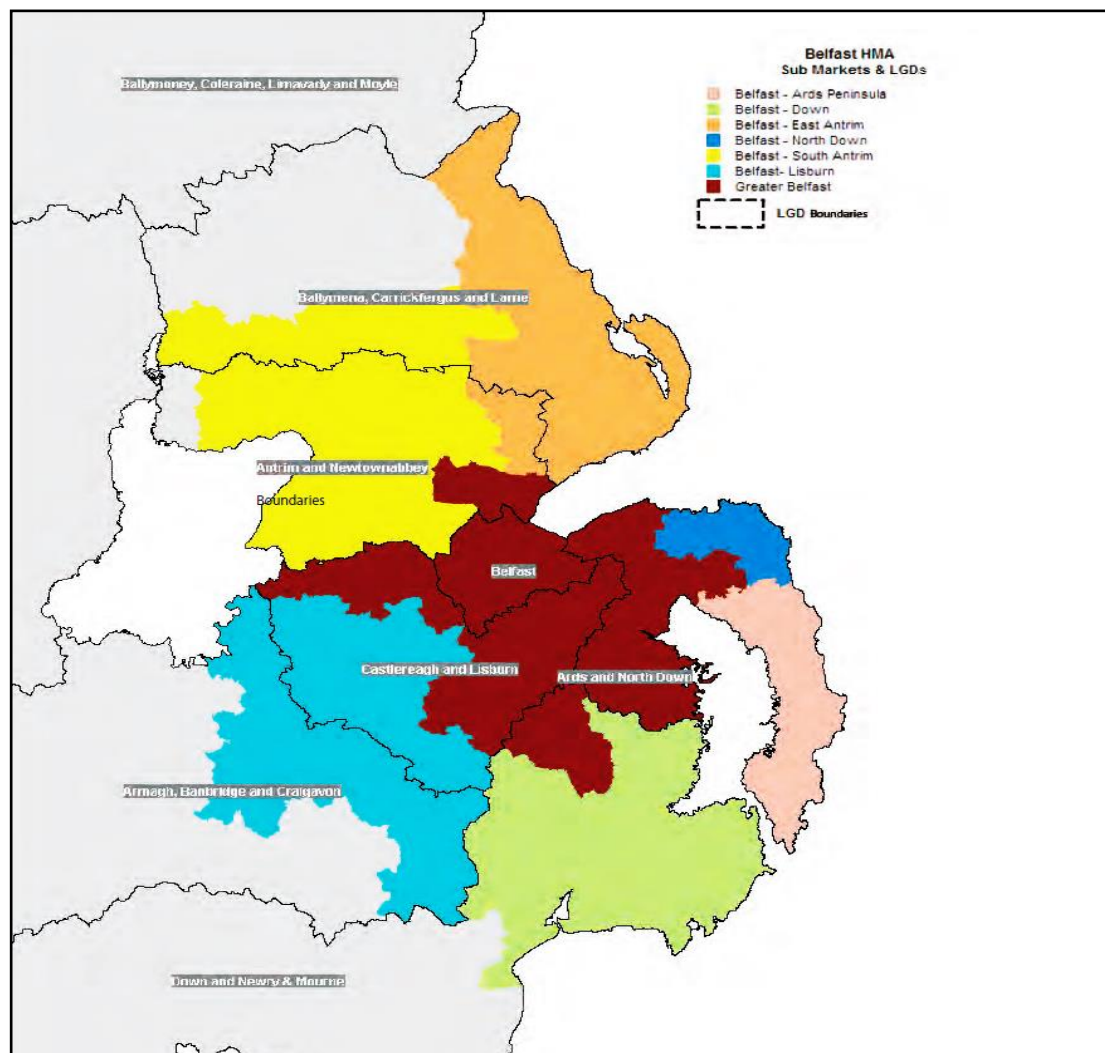 Belfast HMA
Sub Markets & LGDs
Belfast - Ards Peninsula
Belfast - Down
Belfast - East Antrim
Belfast - North Down
Belfast - South Antrim
Belfast- Lisburn
Greater Belfast
LGD Boundaries
Ballymoney, Coleraine, Limavady and Moyle
Ballymena, Carrickfergus and Larne
Antrim and Newtownabbey
Boundaries
Belfast
Castlereagh and Lisburn
Ards and North Down
Armagh, Banbridge and Craigavon
Down and Newry & Mourne